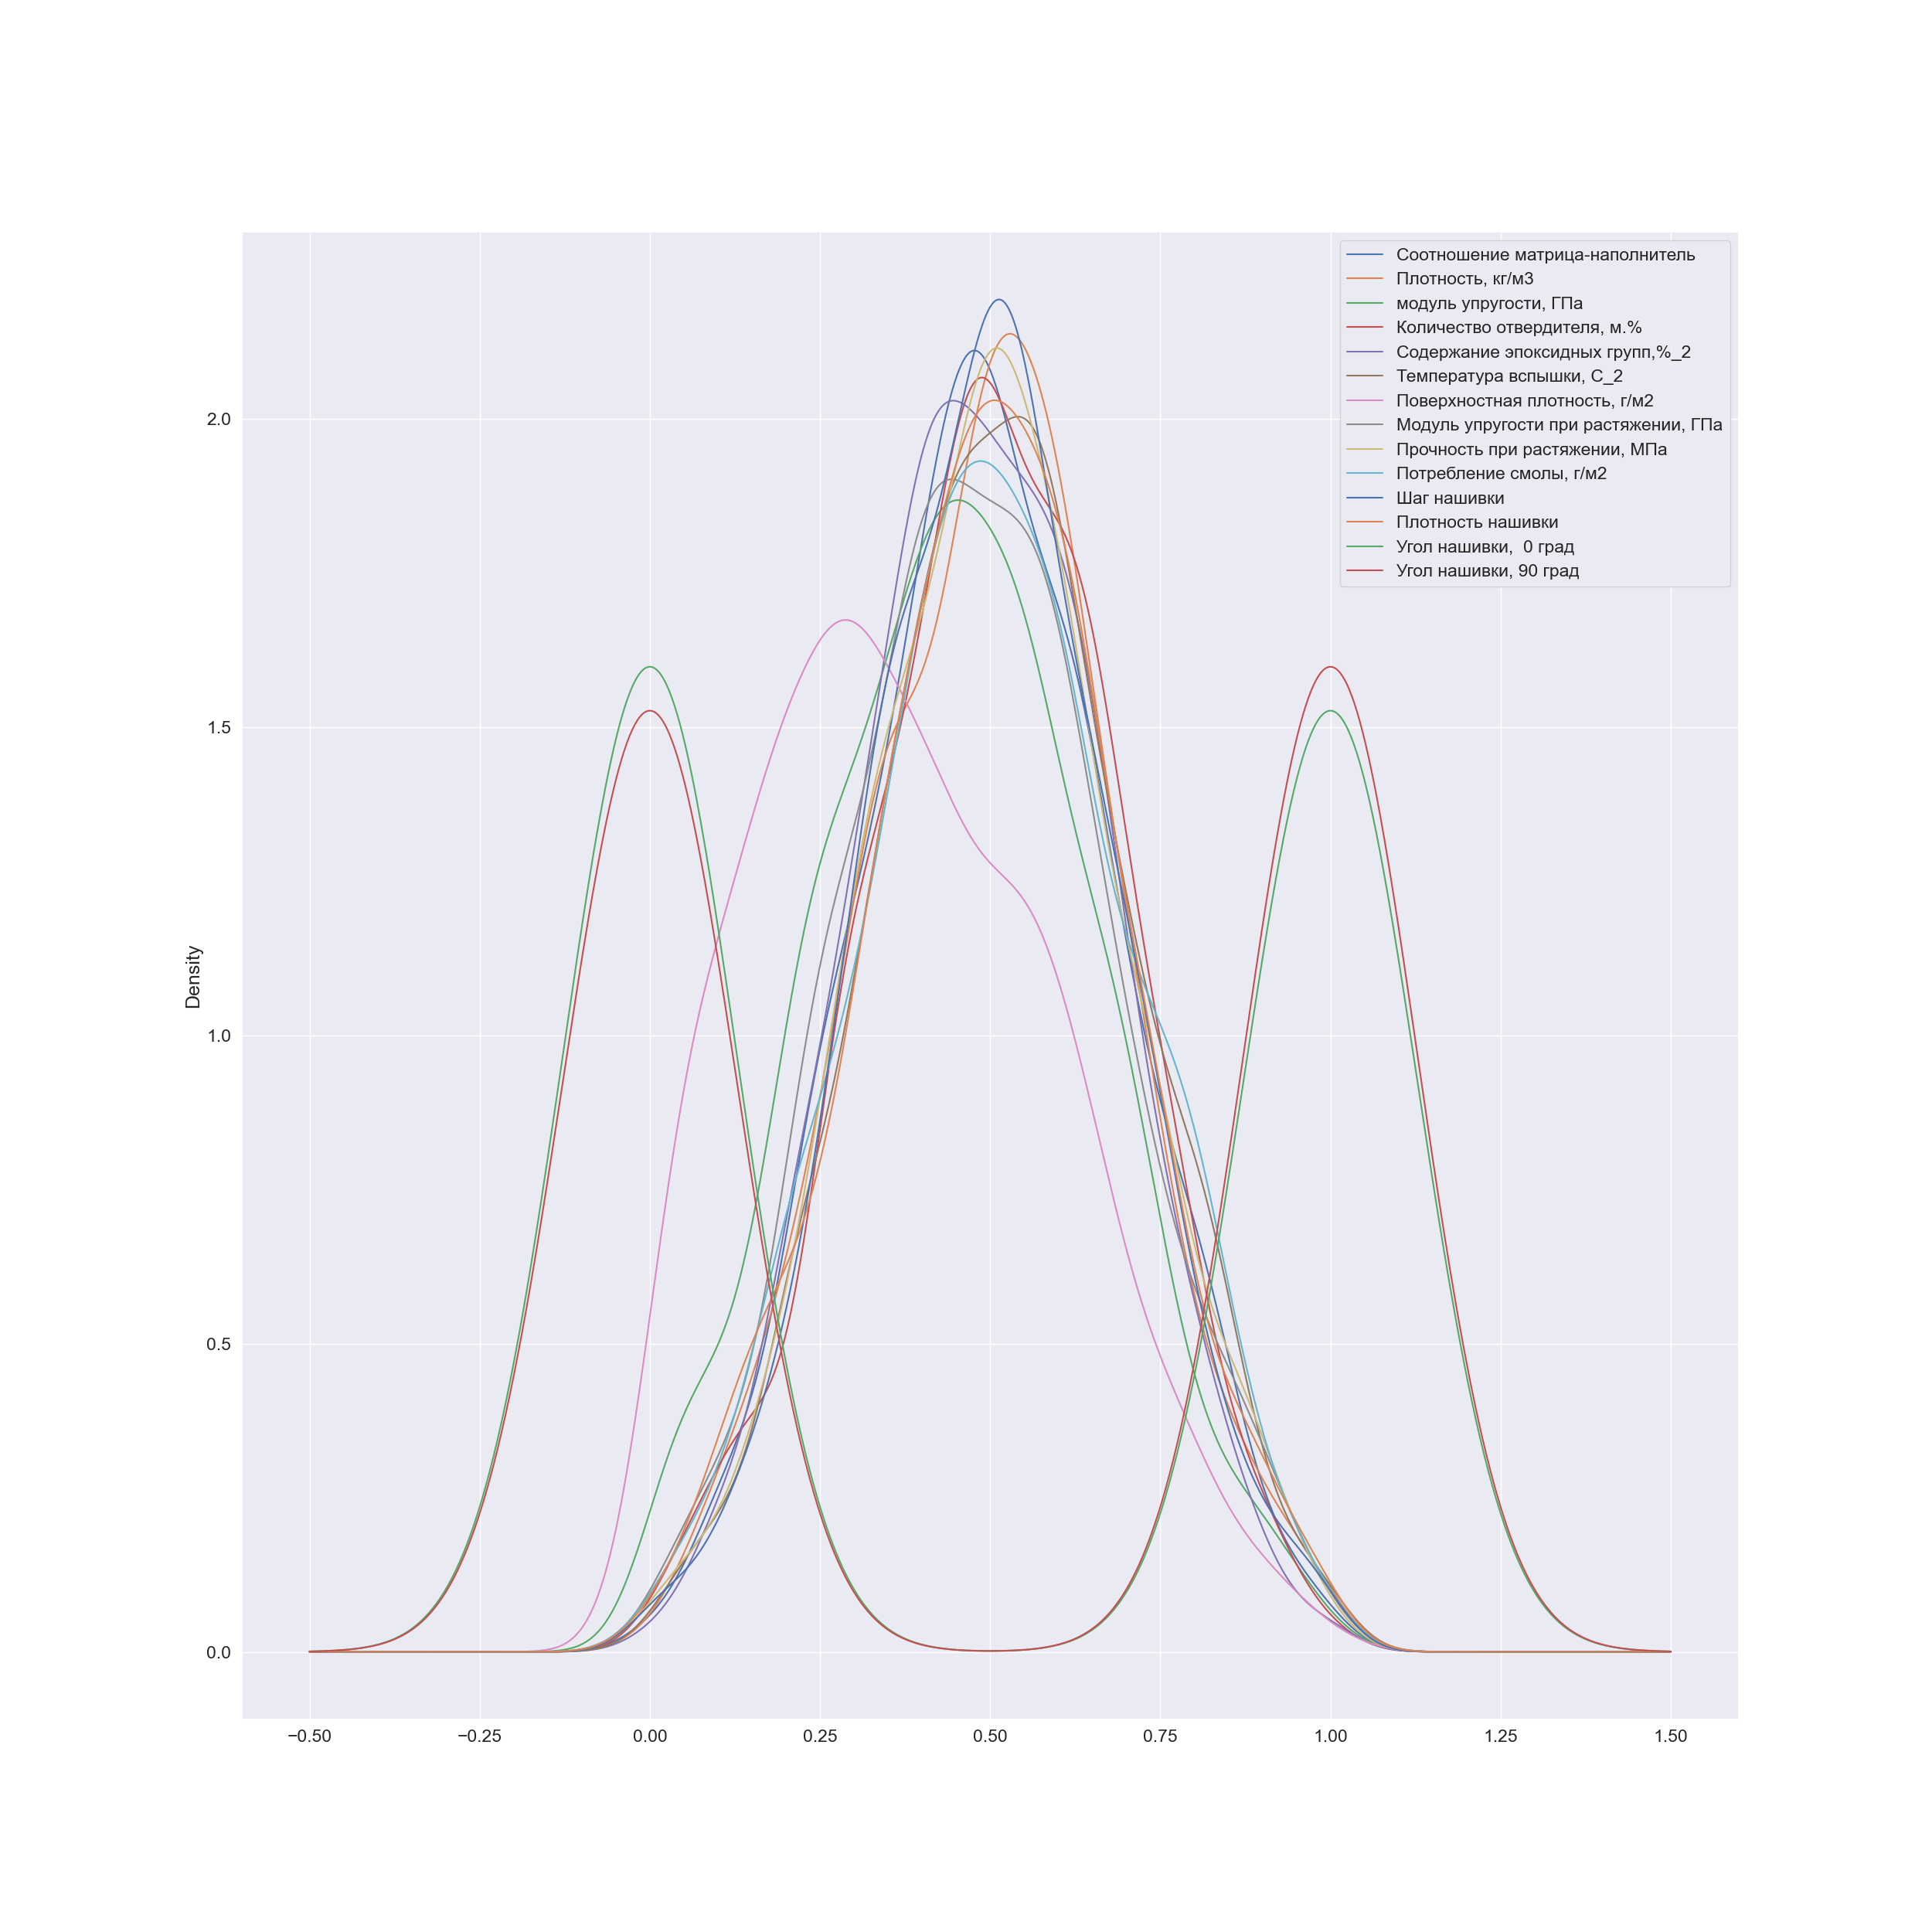 Соотношение матрица-наполнитель
Плотность, кг/м3
модуль упругости, ГПа
Количество отвердителя, м.%
Содержание эпоксидных групп,%_2
Температура вспышки, С_2
Поверхностная плотность, г/м2
Модуль упругости при растяжении, ГПа
Прочность при растяжении, МПа
Потребление смолы, г/м2
Шаг нашивки
Плотность нашивки
Угол нашивки,  0 град
Угол нашивки, 90 град
2.0
1.5
1.0
0.5
0.0
Density
−0.50 −0.25 0.00 0.25 0.50 0.75 1.00 1.25 1.50